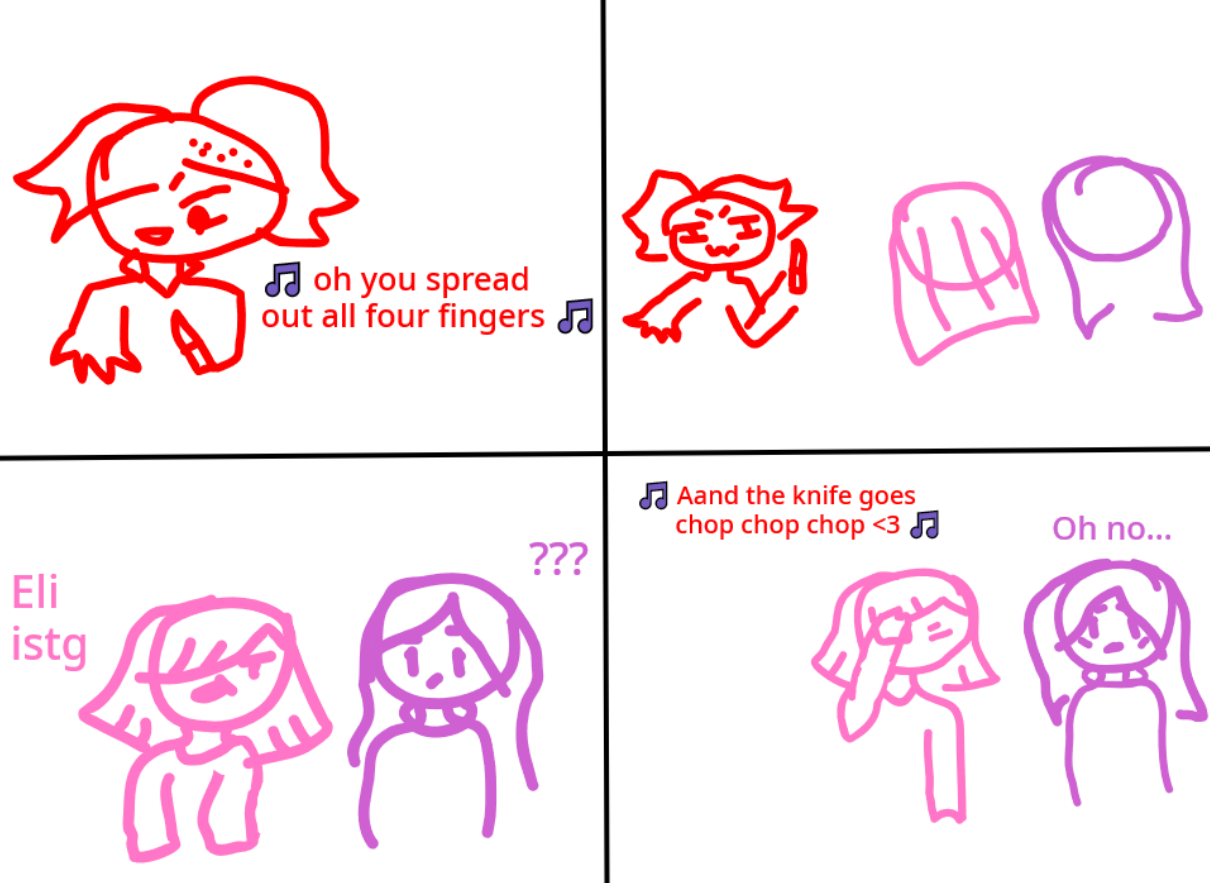 🎵 oh you spread
out all four fingers 🎵
Eli
istg
???
🎵 Aand the knife goes
chop chop chop <3 🎵
Oh no...